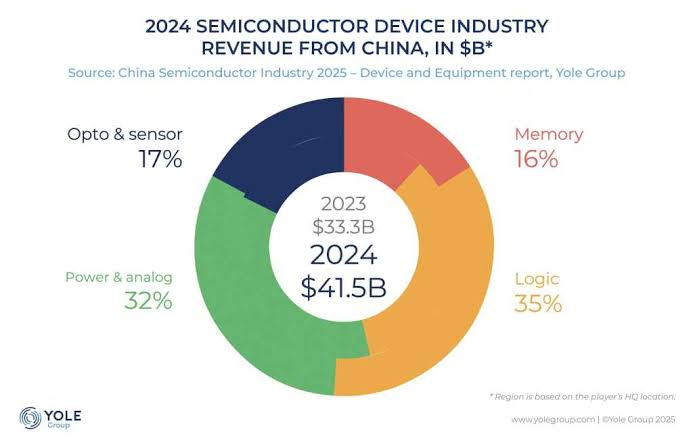 2024 SEMICONDUCTOR DEVICE INDUSTRY
REVENUE FROM CHINA, IN $B*
Source: China Semiconductor Industry 2025 – Device and Equipment report, Yole Group
Opto & sensor
17%
Memory
16%
2023
$33.3B
2024
$41.5B
Power & analog
32%
Logic
35%
* Region is based on the player's HQ location.
YOLE
Group
www.yolegroup.com | ©Yole Group 2025